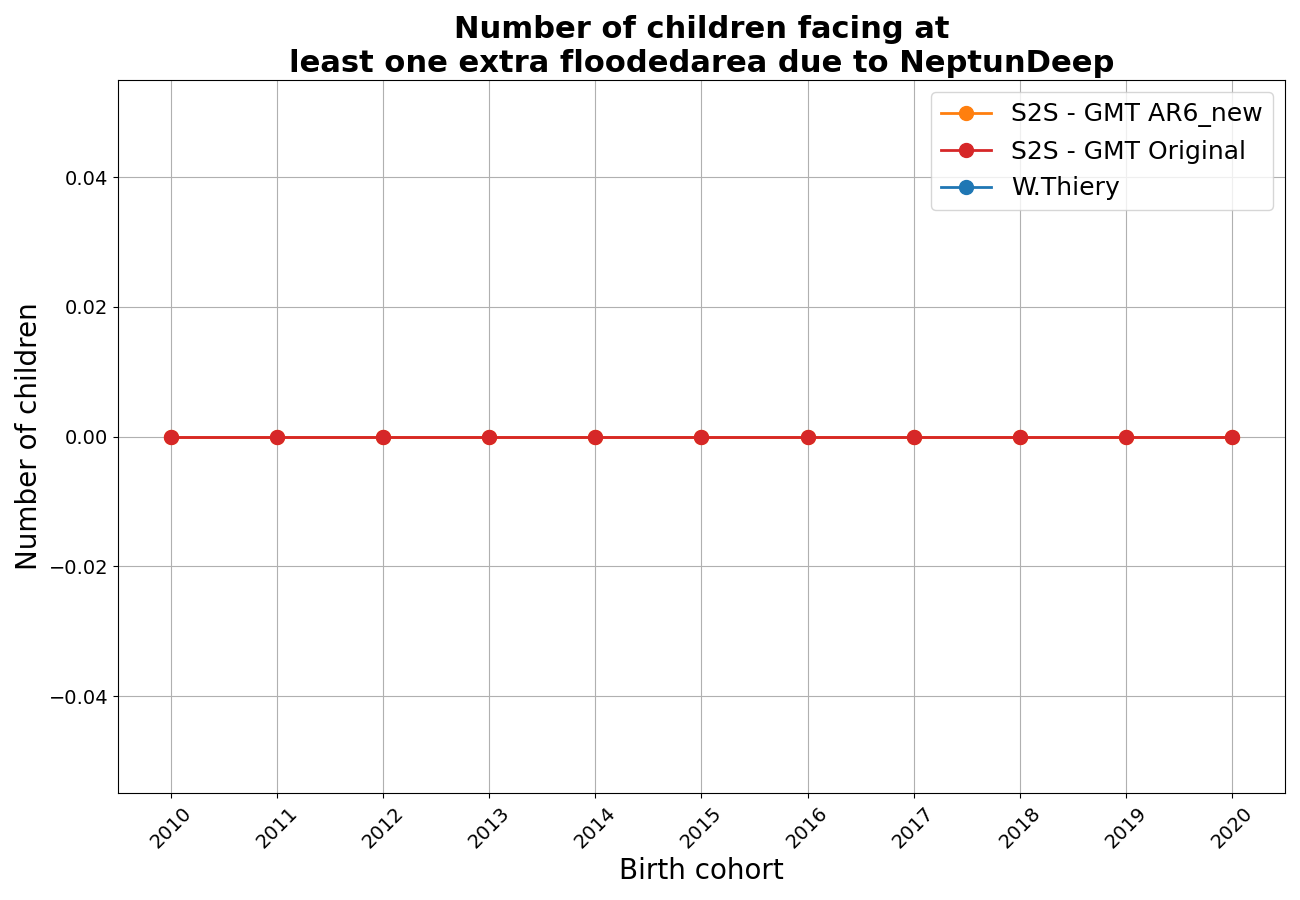 Number of children facing at
least one extra floodedarea due to NeptunDeep
S2S - GMT AR6_new
S2S - GMT Original
W.Thiery
Number of children
0.04
0.02
0.00
−0.02
−0.04
2010 2011 2012 2013 2014 2015 2016 2017 2018 2019 2020
Birth cohort